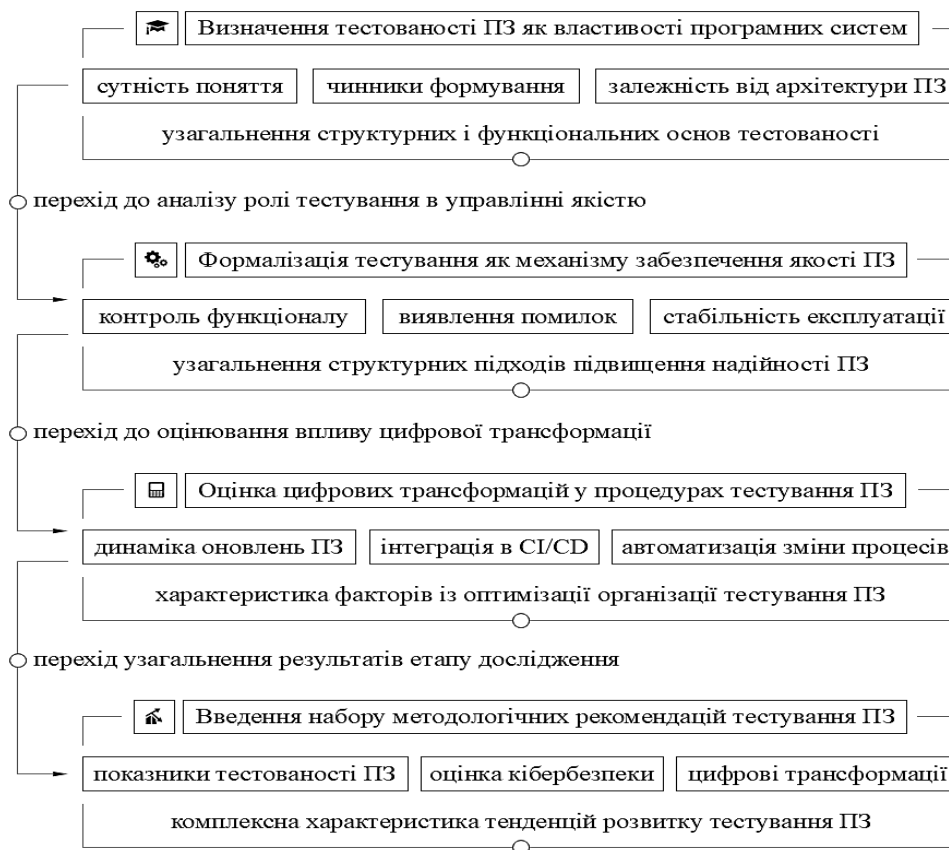 Визначення тестованості ПЗ як властивості програмних систем
сутність поняття чинники формування залежність від архітектури ПЗ
узагальнення структурних і функціональних основ тестованості
перехід до аналізу ролі тестування в управлінні якістю
Формалізація тестування як механізму забезпечення якості ПЗ
контроль функціоналу виявлення помилок стабільність експлуатації
узагальнення структурних підходів підвищення надійності ПЗ
перехід до оцінювання впливу цифрової трансформації
Оцінка цифрових трансформацій у процедурах тестування ПЗ
динаміка оновлень ПЗ інтеграція в CI/CD автоматизація зміни процесів
характеристика факторів із оптимізації організації тестування ПЗ
перехід узагальнення результатів етапу дослідження
Введення набору методологічних рекомендацій тестування ПЗ
показники тестованості ПЗ оцінка кібербезпеки цифрові трансформації
комплексна характеристика тенденцій розвитку тестування ПЗ